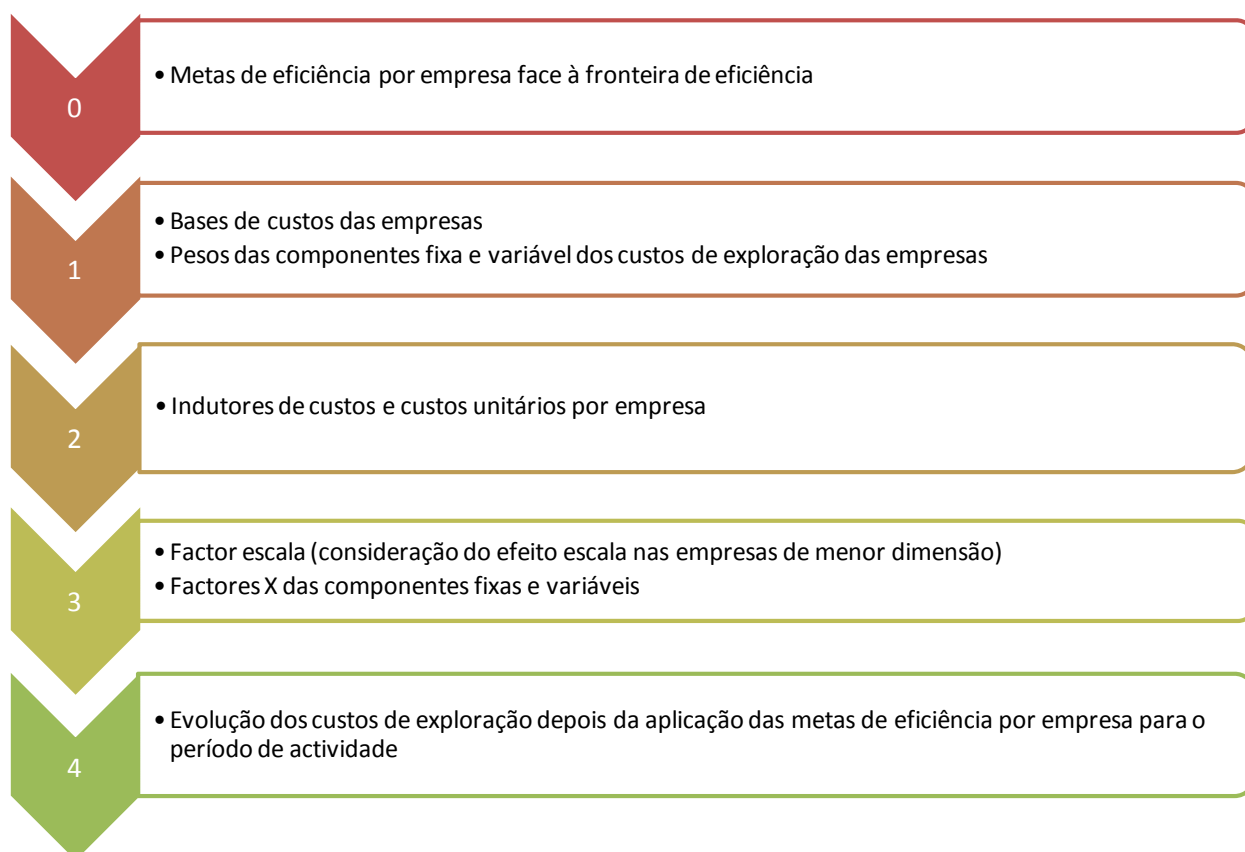 0
• Metas de eficiência por empresa face à fronteira de eficiência
1
• Bases de custos das empresas
• Pesos das componentes fixa e variável dos custos de exploração das empresas
2
• Indutores de custos e custos unitários por empresa
3
• Factor escala (consideração do efeito escala nas empresas de menor dimensão)
• Factores X das componentes fixas e variáveis
4
• Evolução dos custos de exploração depois da aplicação das metas de eficiência por empresa para o
período de actividade